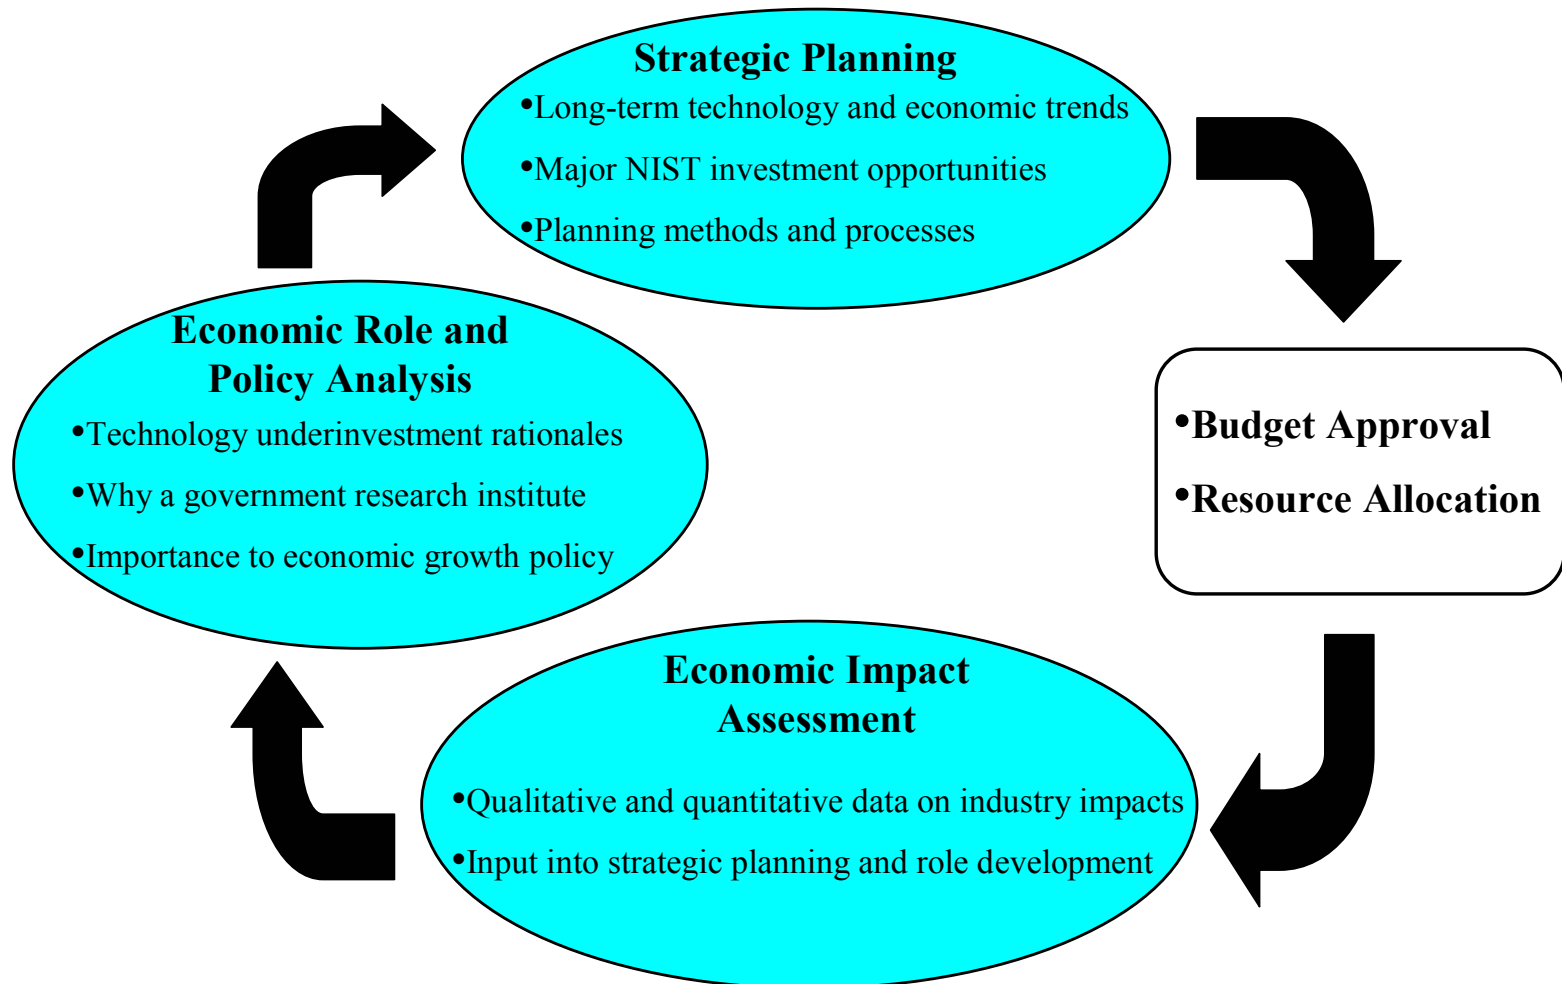 Strategic Planning
•Long-term technology and economic trends
•Major NIST investment opportunities
•Planning methods and processes
Economic Role and
Policy Analysis
•Technology underinvestment rationales
•Why a government research institute
•Importance to economic growth policy
•Budget Approval
•Resource Allocation
Economic Impact
Assessment
•Qualitative and quantitative data on industry impacts
•Input into strategic planning and role development